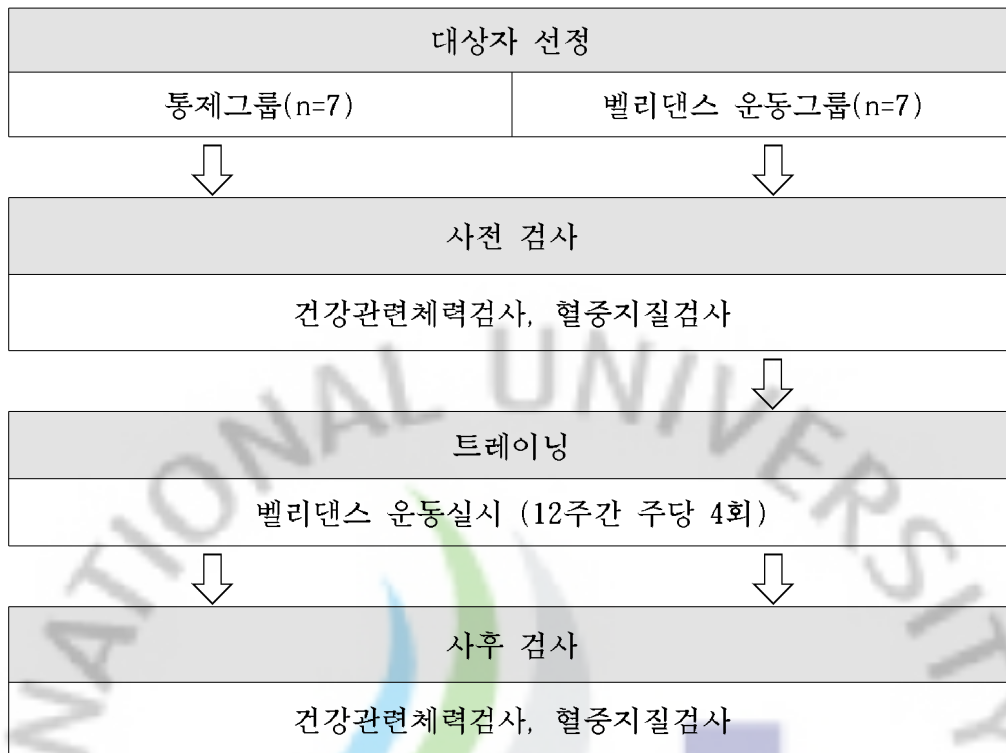 대상자 선정
통제그룹(n=7)
벨리댄스 운동그룹(n=7)
사전 검사
건강관련체력검사, 혈중지질검사
트레이닝
벨리댄스 운동실시 (12주간 주당 4회)
사후 검사
건강관련체력검사, 혈중지질검사
NATIONAL UNIVERSITY